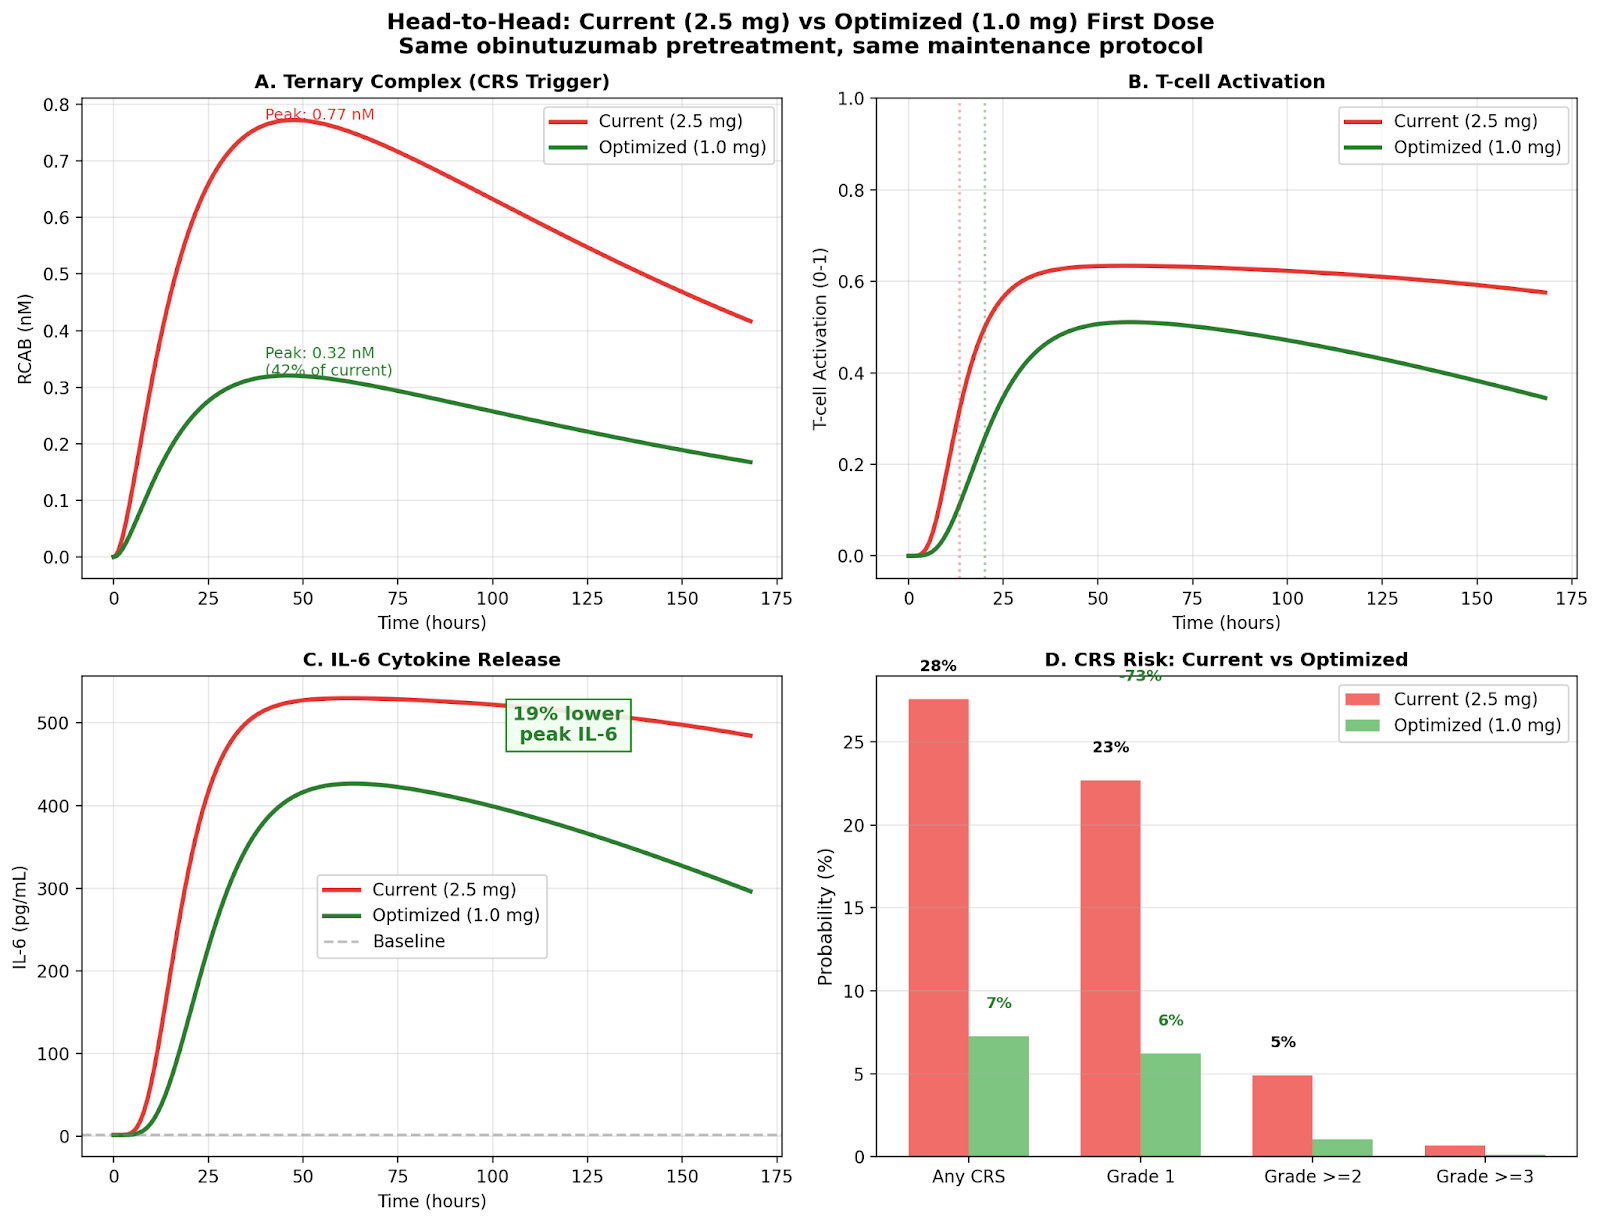 Head-to-Head: Current (2.5 mg) vs Optimized (1.0 mg) First Dose
Same obinutuzumab pretreatment, same maintenance protocol
A. Ternary Complex (CRS Trigger)
Peak: 0.77 nM
Current (2.5 mg)
Optimized (1.0 mg)
Peak: 0.32 nM
(42% of current)
RCAB (nM)
0.8
0.7
0.6
0.5
0.4
0.3
0.2
0.1
0.0
0 25 50 75 100 125 150 175
Time (hours)
B. T-cell Activation
Current (2.5 mg)
Optimized (1.0 mg)
T-cell Activation (0-1)
1.0
0.8
0.6
0.4
0.2
0.0
0 25 50 75 100 125 150 175
Time (hours)
C. IL-6 Cytokine Release
19% lower
peak IL-6
Current (2.5 mg)
Optimized (1.0 mg)
Baseline
IL-6 (pg/mL)
500
400
300
200
100
0
0 25 50 75 100 125 150 175
Time (hours)
D. CRS Risk: Current vs Optimized
28%
-73%
Current (2.5 mg)
Optimized (1.0 mg)
23%
7%
6%
5%
Probability (%)
25
20
15
10
5
0
Any CRS Grade 1 Grade >=2 Grade >=3